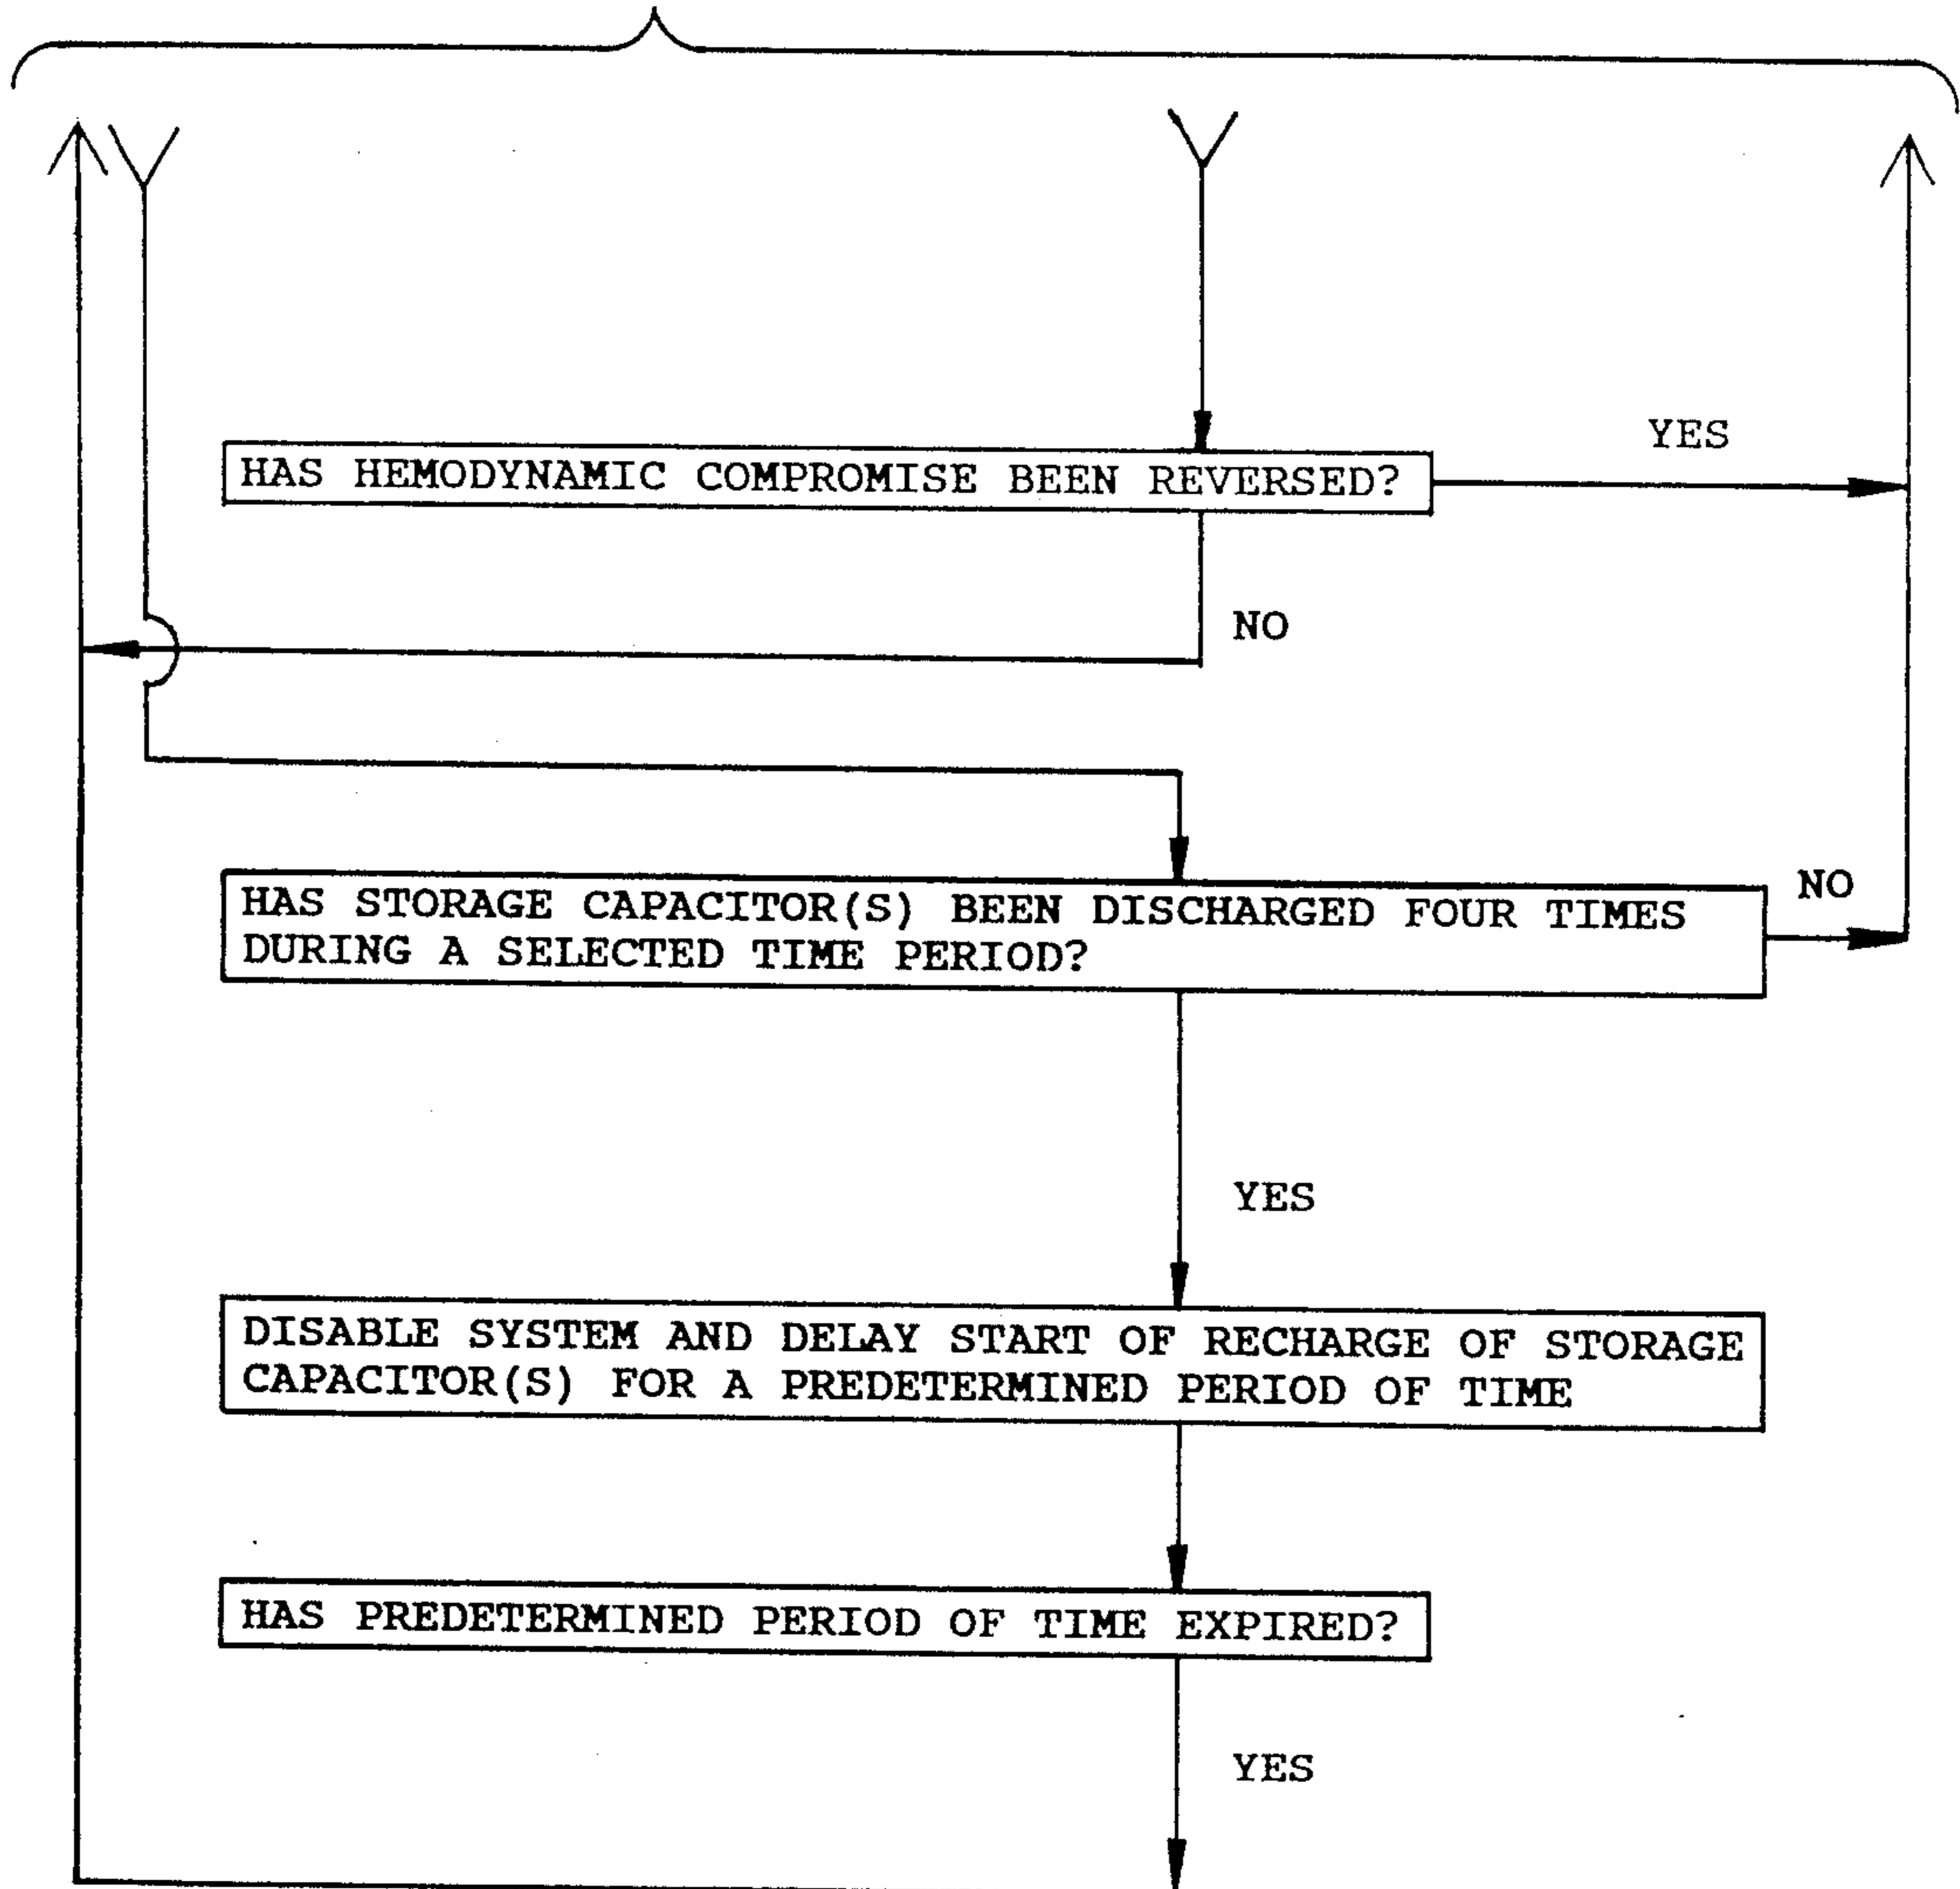 YES
HAS HEMODYNAMIC COMPROMISE BEEN REVERSED?
NO
NO
HAS STORAGE CAPACITOR(S) BEEN DISCHARGED FOUR TIMES
DURING A SELECTED TIME PERIOD?
YES
DISABLE SYSTEM AND DELAY START OF RECHARGE OF STORAGE
CAPACITOR(S) FOR A PREDETERMINED PERIOD OF TIME
HAS PREDETERMINED PERIOD OF TIME EXPIRED?
YES